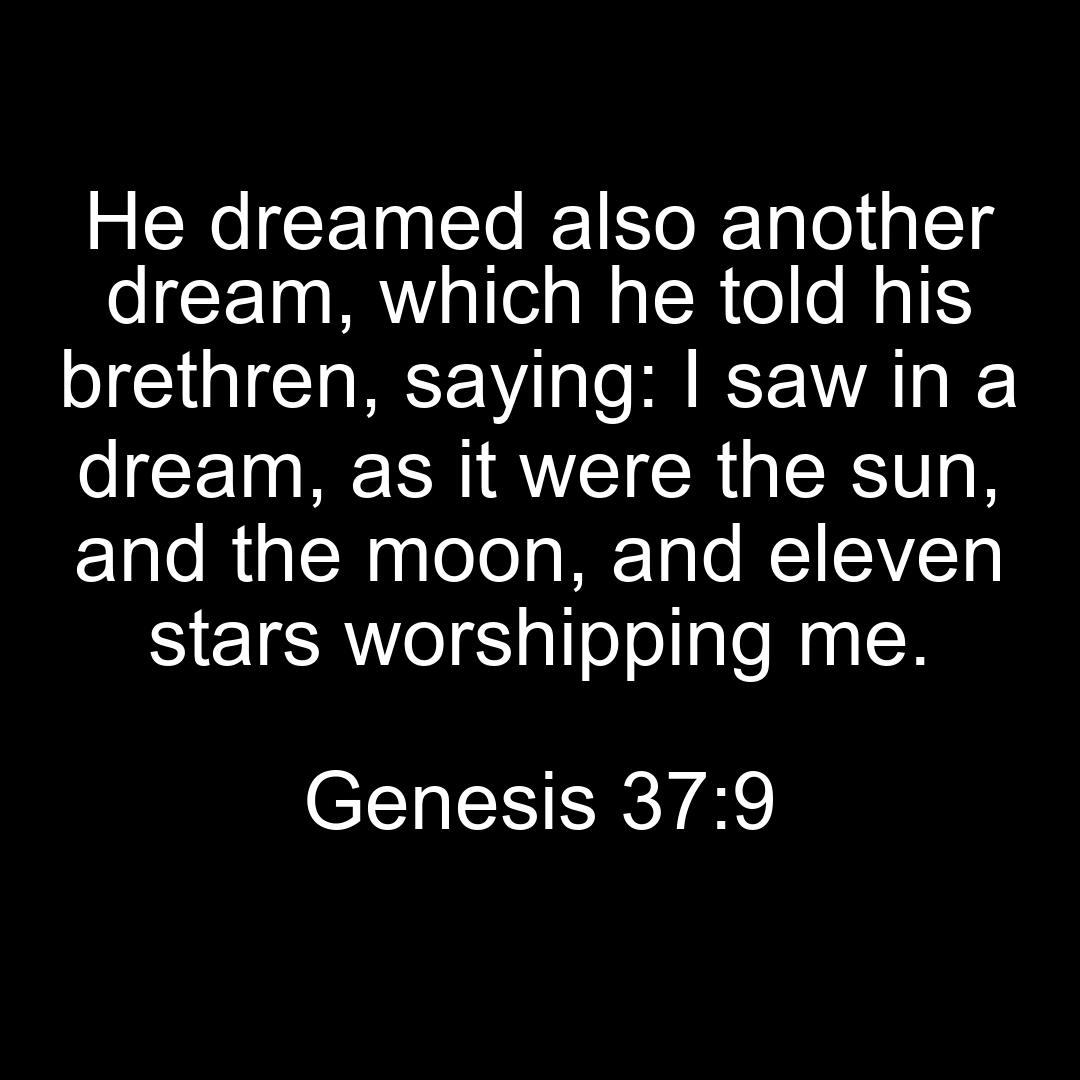 He dreamed also another
dream, which he told his
brethren, saying: I saw in a
dream, as it were the sun,
and the moon, and eleven
stars worshipping me.
Genesis 37:9